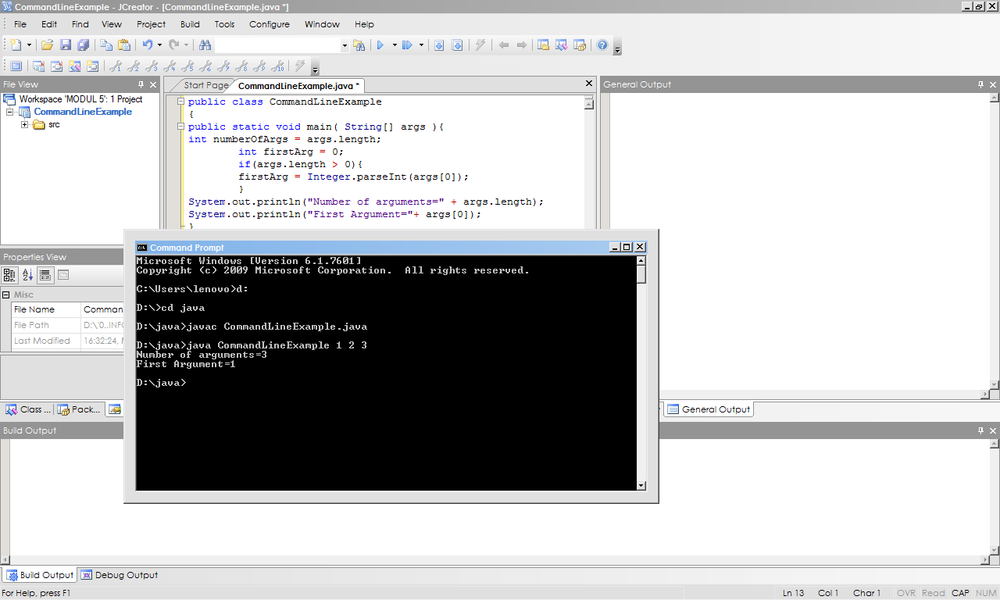 CommandLineExample - JCreator - [CommandLineExample.java *]
File Edit Find View Project Build Tools Configure Window Help
File View
Workspace 'MODUL 5': 1 Project
CommandLineExample
src
Start Page CommandLineExample.java *
public class CommandLineExample
{
public static void main( String[] args ){
int numberOfArgs = args.length;
int firstArg = 0;
if(args.length > 0){
firstArg = Integer.parseInt(args[0]);
}
System.out.println("Number of arguments=" + args.length);
System.out.println("First Argument="+ args[0]);
}
General Output
Properties View
Misc
File Name Comman
File Path D:\'0..INFO
Last Modified 16:32:24, M
Class ... Pack...
Command Prompt
Microsoft Windows [Version 6.1.7601]
Copyright (c) 2009 Microsoft Corporation.  All rights reserved.
C:\Users\lenovo>d:
D:\>cd java
D:\java>javac CommandLineExample.java
D:\java>java CommandLineExample 1 2 3
Number of arguments=3
First Argument=1
D:\java>
General Output
Build Output
Build Output Debug Output
For Help, press F1
Ln 13 Col 1 Char 1 OVR Read CAP NUM